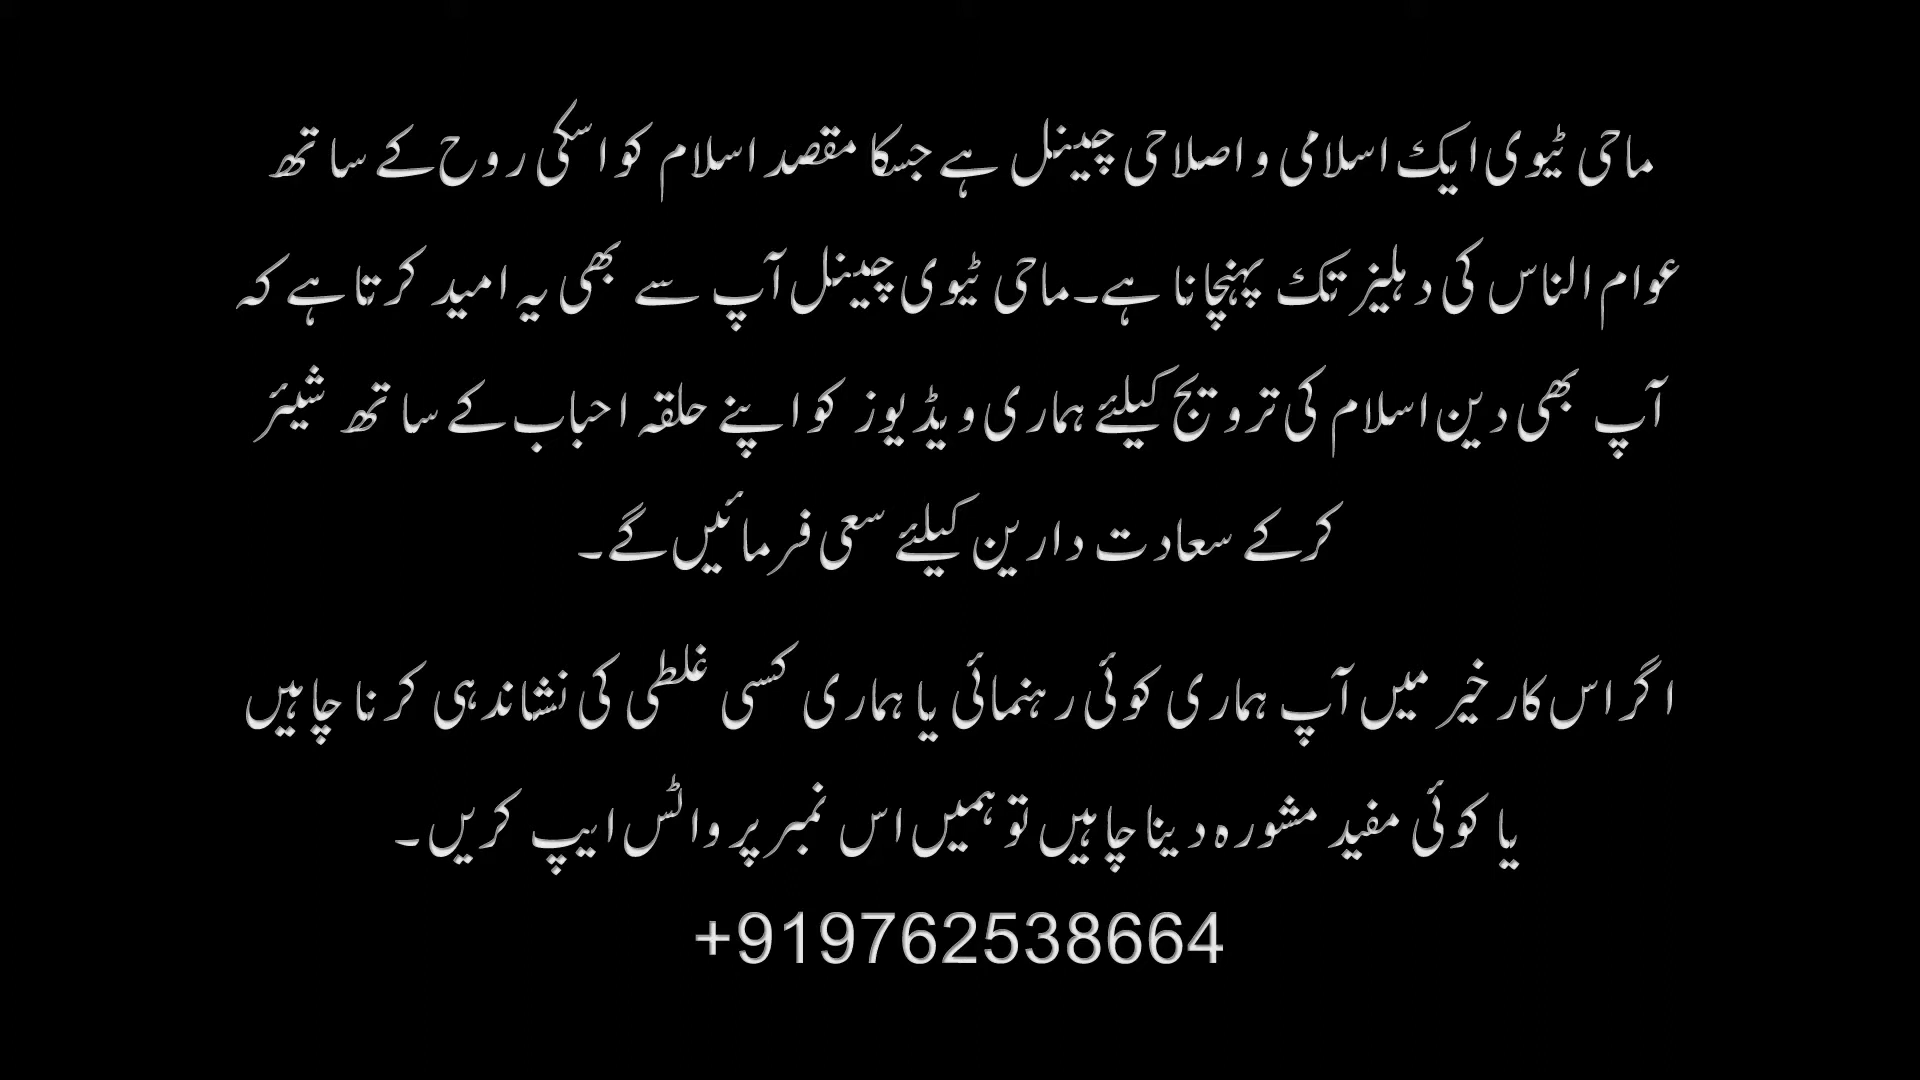 ماحی ٹیوی ایک اسلامی و اصلاحی چینل ہے جسکا مقصد اسلام کو اسکی روح کے ساتھ
عوام الناس کی دہلیز تک پہنچانا ہے۔ماحی ٹیوی چینل آپ سے بھی یہ امید کرتا ہے کہ
آپ بھی دین اسلام کی ترویج کیلئے ہماری ویڈیوز کو اپنے حلقہ احباب کے ساتھ شیئر
کرکے سعادت دارین کیلئے سعی فرمائیں گے۔
اگر اس کار خیر میں آپ ہماری کوئی رہنمائی یا ہماری کسی غلطی کی نشاندہی کرنا چاہیں
یا کوئی مفید مشورہ دینا چاہیں تو ہمیں اس نمبر پر واٹس ایپ کریں۔
+919762538664